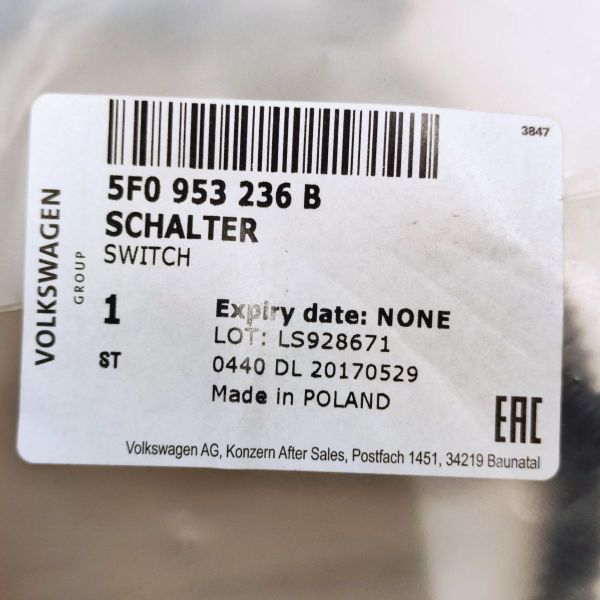 3847
5F0 953 236 B
SCHALTER
SWITCH
VOLKSWAGEN
GROUP
1
ST
Expiry date: NONE
LOT: LS928671
0440 DL 20170529
Made in POLAND
EAC
Volkswagen AG, Konzern After Sales, Postfach 1451, 34219 Baunatal